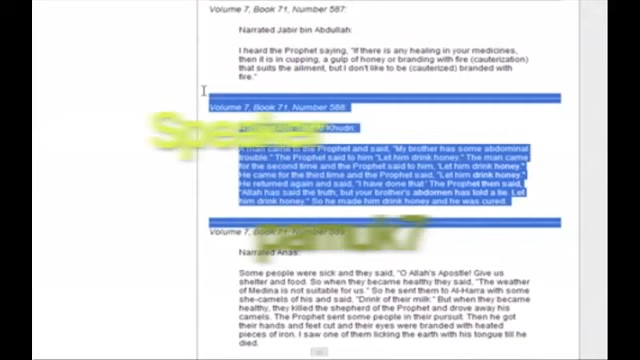 Volume 7, Book 71, Number 587:
Narrated Jabir bin Abdullah:
I heard the Prophet saying, "If there is any healing in your medicines,
then it is in cupping, a gulp of honey or branding with fire (cauterization)
that suits the ailment, but I don't like to be (cauterized) branded with
fire."
Volume 7, Book 71, Number 588:
Speaker
Khudri:
A man came to the Prophet and said, "My brother has some abdominal
trouble." The Prophet said to him "Let him drink honey." The man came
for the second time and the Prophet said to him, "Let him drink honey."
He came for the third time and the Prophet said, "Let him drink honey."
He returned again and said, "I have done that" The Prophet then said,
"Allah has said the truth, but your brother's abdomen has told a lie. Let
him drink honey." So he made him drink honey and he was cured.
Volume 7, Book 71, Number 589:
Narrated Anas:
Some people were sick and they said, "O Allah's Apostle! Give us
shelter and food. So when they became healthy they said, "The weather
of Medina is not suitable for us." So he sent them to Al-Harra with some
she-camels of his and said, "Drink of their milk." But when they became
healthy, they killed the shepherd of the Prophet and drove away his
camels. The Prophet sent some people in their pursuit. Then he got
their hands and feet cut and their eyes were branded with heated
pieces of iron. I saw one of them licking the earth with his tongue till he
died.